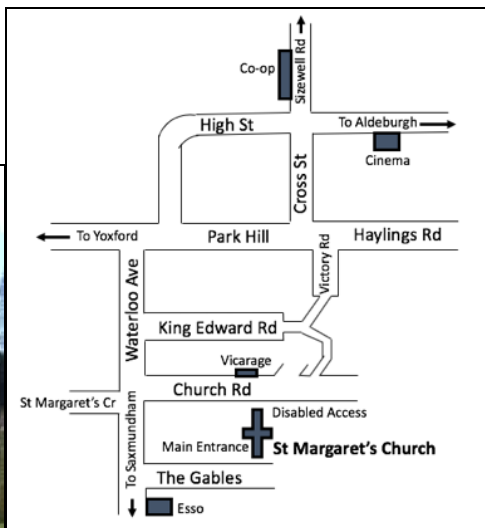 Co-op
Sizewell Rd
High St
To Aldeburgh
Cinema
Cross St
To Yoxford
Park Hill
Haylings Rd
Victory Rd
Waterloo Ave
King Edward Rd
Vicarage
Church Rd
St Margaret's Cr
Disabled Access
Main Entrance
St Margaret's Church
To Saxmundham
The Gables
Esso